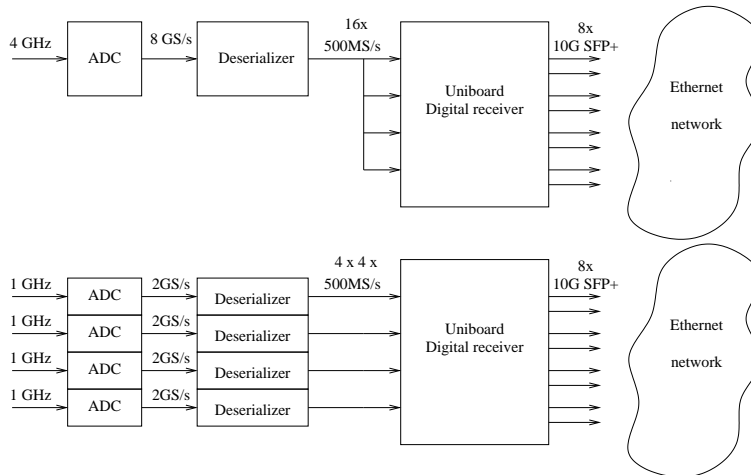 16x
500MS/s
8x
10G SFP+
4 GHz
ADC
8 GS/s
Deserializer
Uniboard
Digital receiver
Ethernet
network
4 x 4 x
500MS/s
8x
10G SFP+
1 GHz
ADC
2GS/s
Deserializer
1 GHz
ADC
2GS/s
Deserializer
1 GHz
ADC
2GS/s
Deserializer
1 GHz
ADC
2GS/s
Deserializer
Uniboard
Digital receiver
Ethernet
network